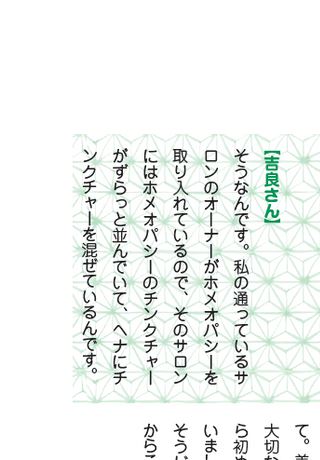 【吉良さん】
そうなんです。私の通っているサ
ロンのオーナーがホメオパシーを
取り入れているので、そのサロン
にはホメオパシーのチンクチャー
がずらっと並んでいて、ヘナにチ
ンクチャーを混ぜているんです。
て。
大切な
ら初め
いまし
そうし
から